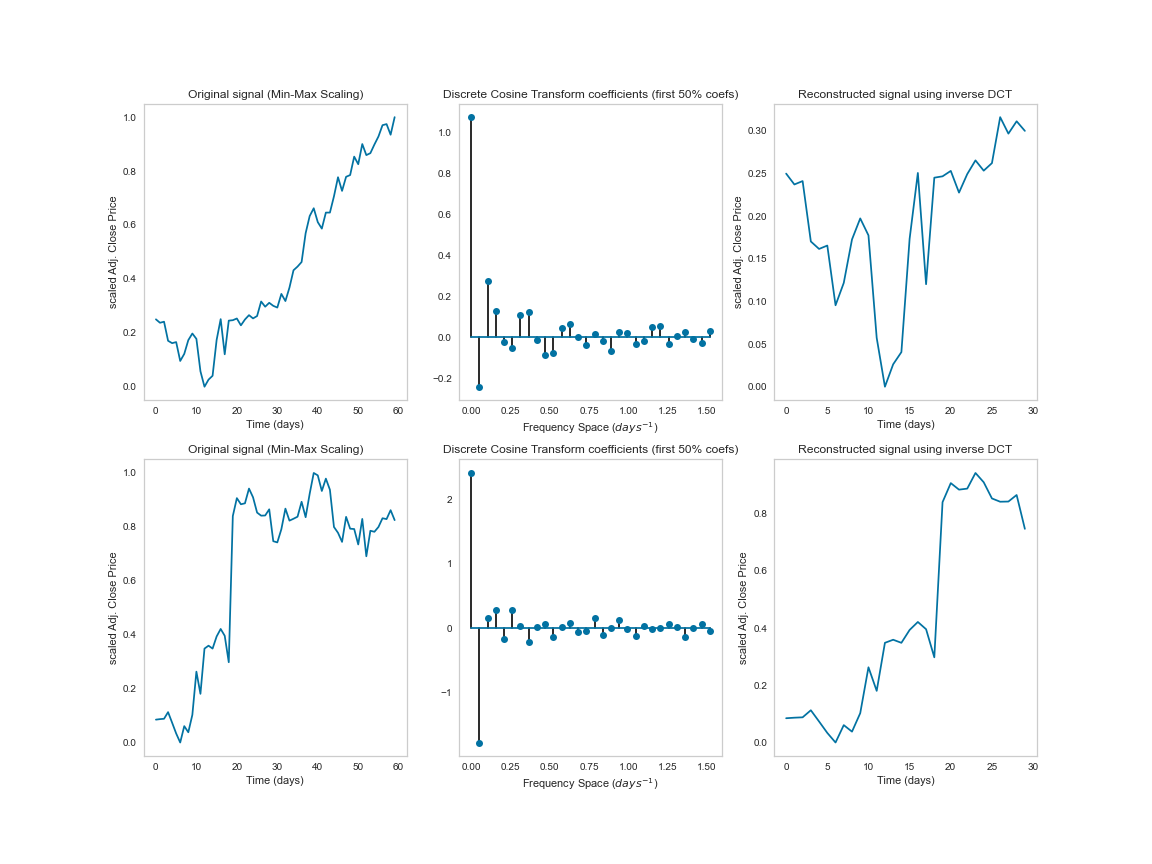 Original signal (Min-Max Scaling)
Discrete Cosine Transform coefficients (first 50% coefs)
Reconstructed signal using inverse DCT
scaled Adj. Close Price
1.0
0.8
0.6
0.4
0.2
0.0
0 10 20 30 40 50 60
Time (days)
1.0
0.8
0.6
0.4
0.2
0.0
−0.2
0.00 0.25 0.50 0.75 1.00 1.25 1.50
Frequency Space (days⁻¹)
scaled Adj. Close Price
0.30
0.25
0.20
0.15
0.10
0.05
0.00
0 5 10 15 20 25 30
Time (days)
Original signal (Min-Max Scaling)
Discrete Cosine Transform coefficients (first 50% coefs)
Reconstructed signal using inverse DCT
scaled Adj. Close Price
1.0
0.8
0.6
0.4
0.2
0.0
0 10 20 30 40 50 60
Time (days)
2
1
0
−1
0.00 0.25 0.50 0.75 1.00 1.25 1.50
Frequency Space (days⁻¹)
scaled Adj. Close Price
0.8
0.6
0.4
0.2
0.0
0 5 10 15 20 25 30
Time (days)